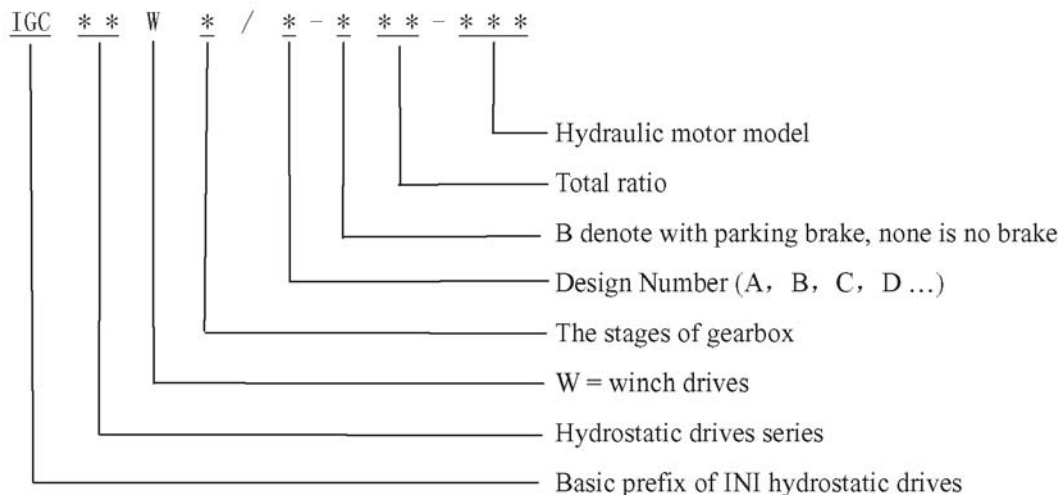 IGC ** W * / * - * ** - ***
Hydraulic motor model
Total ratio
B denote with parking brake, none is no brake
Design Number (A，B，C，D ...)
The stages of gearbox
W = winch drives
Hydrostatic drives series
Basic prefix of INI hydrostatic drives